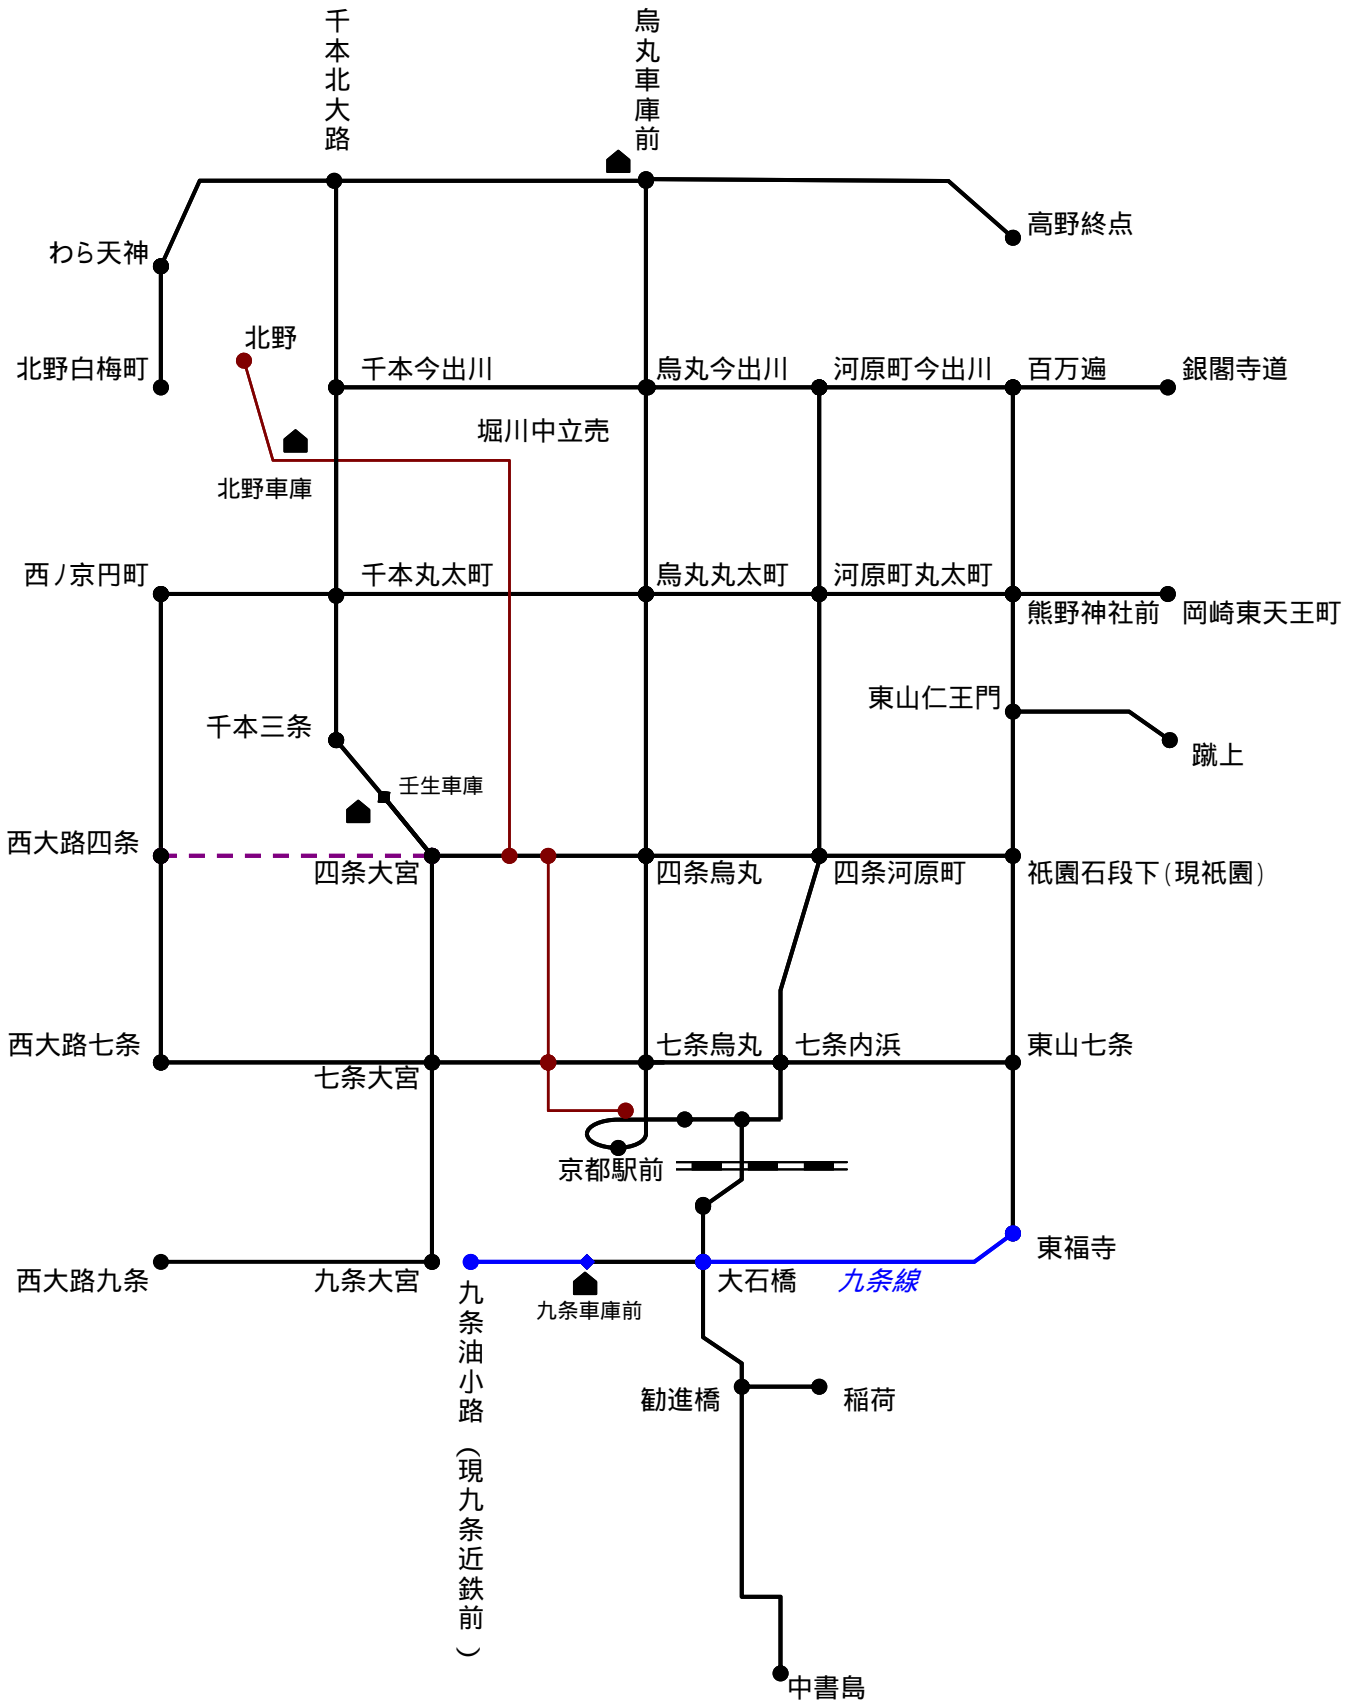 千本北大路
烏丸車庫前
高野終点
わら天神
北野
北野白梅町
千本今出川
烏丸今出川
河原町今出川
百万遍
銀閣寺道
堀川中立売
北野車庫
西ノ京円町
千本丸太町
烏丸丸太町
河原町丸太町
熊野神社前
岡崎東天王町
東山仁王門
千本三条
蹴上
壬生車庫
西大路四条
四条大宮
四条烏丸
四条河原町
祇園石段下(現祇園)
西大路七条
七条大宮
七条烏丸
七条内浜
東山七条
京都駅前
東福寺
西大路九条
九条大宮
九条油小路(現九条近鉄前)
九条車庫前
大石橋
九条線
勧進橋
稲荷
中書島